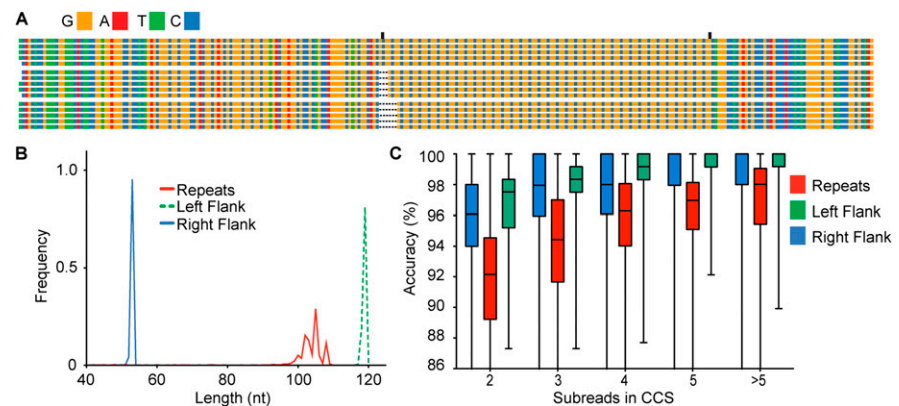 A
G A T C
B
1.0
0.5
0
Frequency
Repeats
Left Flank
Right Flank
40 60 80 100 120
Length (nt)
C
100
98
96
94
92
90
88
86
Accuracy (%)
2 3 4 5 >5
Subreads in CCS
Repeats
Left Flank
Right Flank